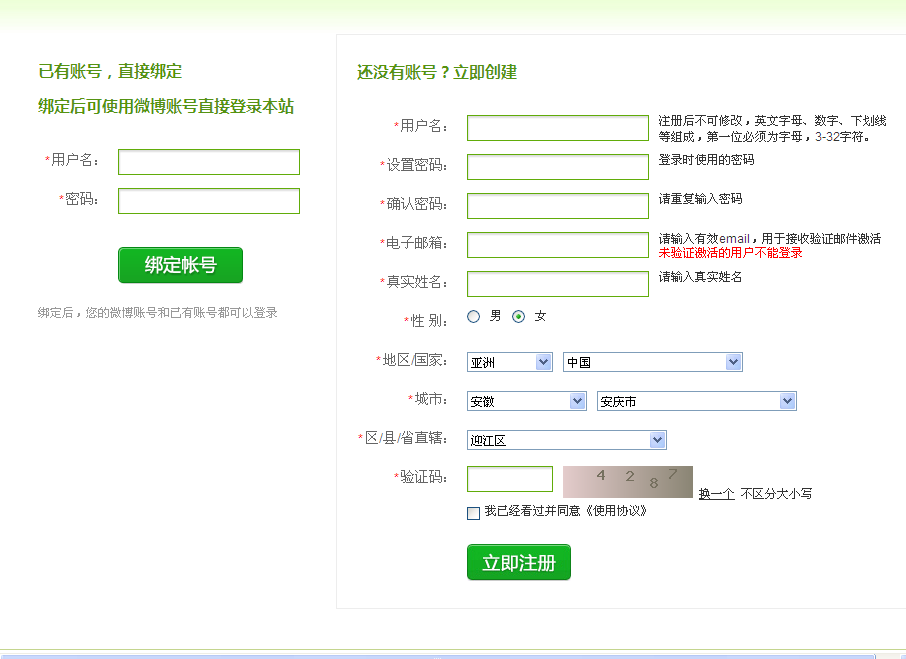 已有账号，直接绑定
绑定后可使用微博账号直接登录本站
*用户名：
*密码：
绑定帐号
绑定后，您的微博账号和已有账号都可以登录
还没有账号？立即创建
*用户名：
注册后不可修改，英文字母、数字、下划线
等组成，第一位必须为字母，3-32字符。
*设置密码：
登录时使用的密码
*确认密码：
请重复输入密码
*电子邮箱：
请输入有效email，用于接收验证邮件激活
未验证激活的用户不能登录
*真实姓名：
请输入真实姓名
*性 别： 男 女
*地区/国家： 亚洲 中国
*城市： 安徽 安庆市
*区/县/省直辖： 迎江区
*验证码： 4 2 8 7 换一个 不区分大小写
我已经看过并同意《使用协议》
立即注册